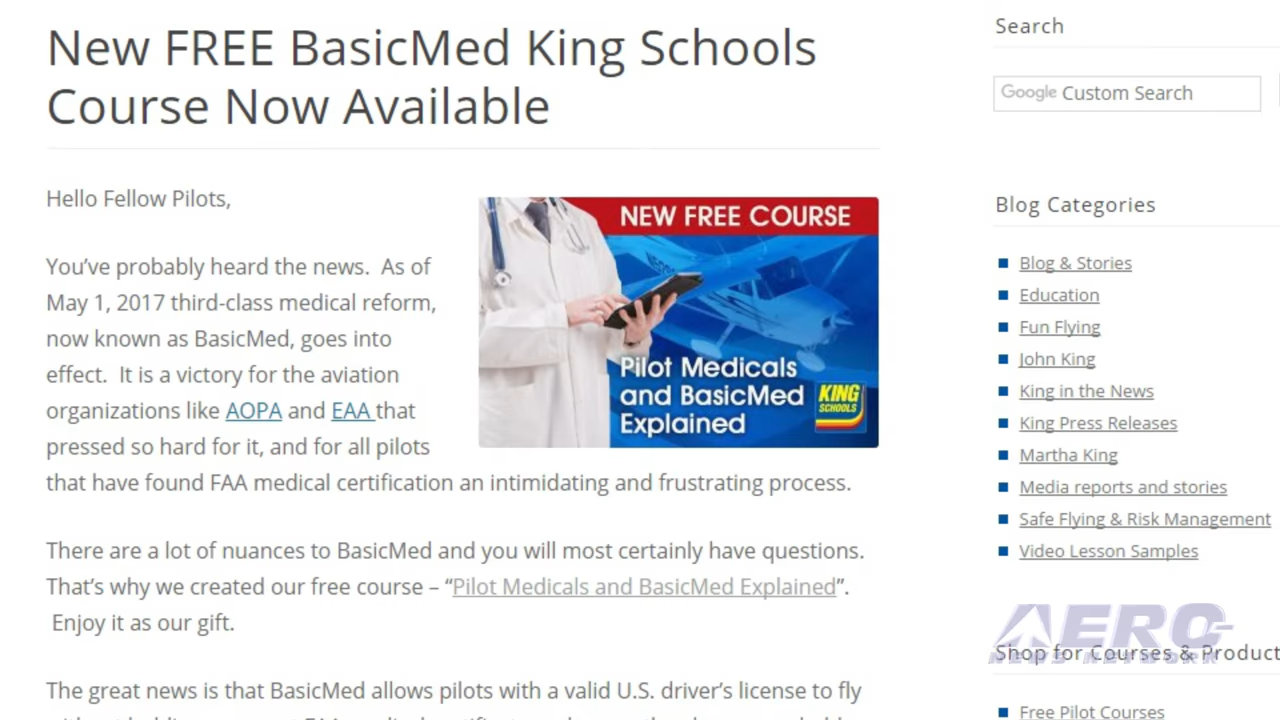 New FREE BasicMed King Schools
Course Now Available
Hello Fellow Pilots,
You've probably heard the news.  As of
May 1, 2017 third-class medical reform,
now known as BasicMed, goes into
effect.  It is a victory for the aviation
organizations like AOPA and EAA that
pressed so hard for it, and for all pilots
that have found FAA medical certification an intimidating and frustrating process.
NEW FREE COURSE
Pilot Medicals
and BasicMed
Explained
KING
SCHOOLS
There are a lot of nuances to BasicMed and you will most certainly have questions.
That's why we created our free course – “Pilot Medicals and BasicMed Explained”.
Enjoy it as our gift.
The great news is that BasicMed allows pilots with a valid U.S. driver's license to fly
Search
Google Custom Search
Blog Categories
Blog & Stories
Education
Fun Flying
John King
King in the News
King Press Releases
Martha King
Media reports and stories
Safe Flying & Risk Management
Video Lesson Samples
AERO
NEWS NETWORK
Shop for Courses & Product
Free Pilot Courses